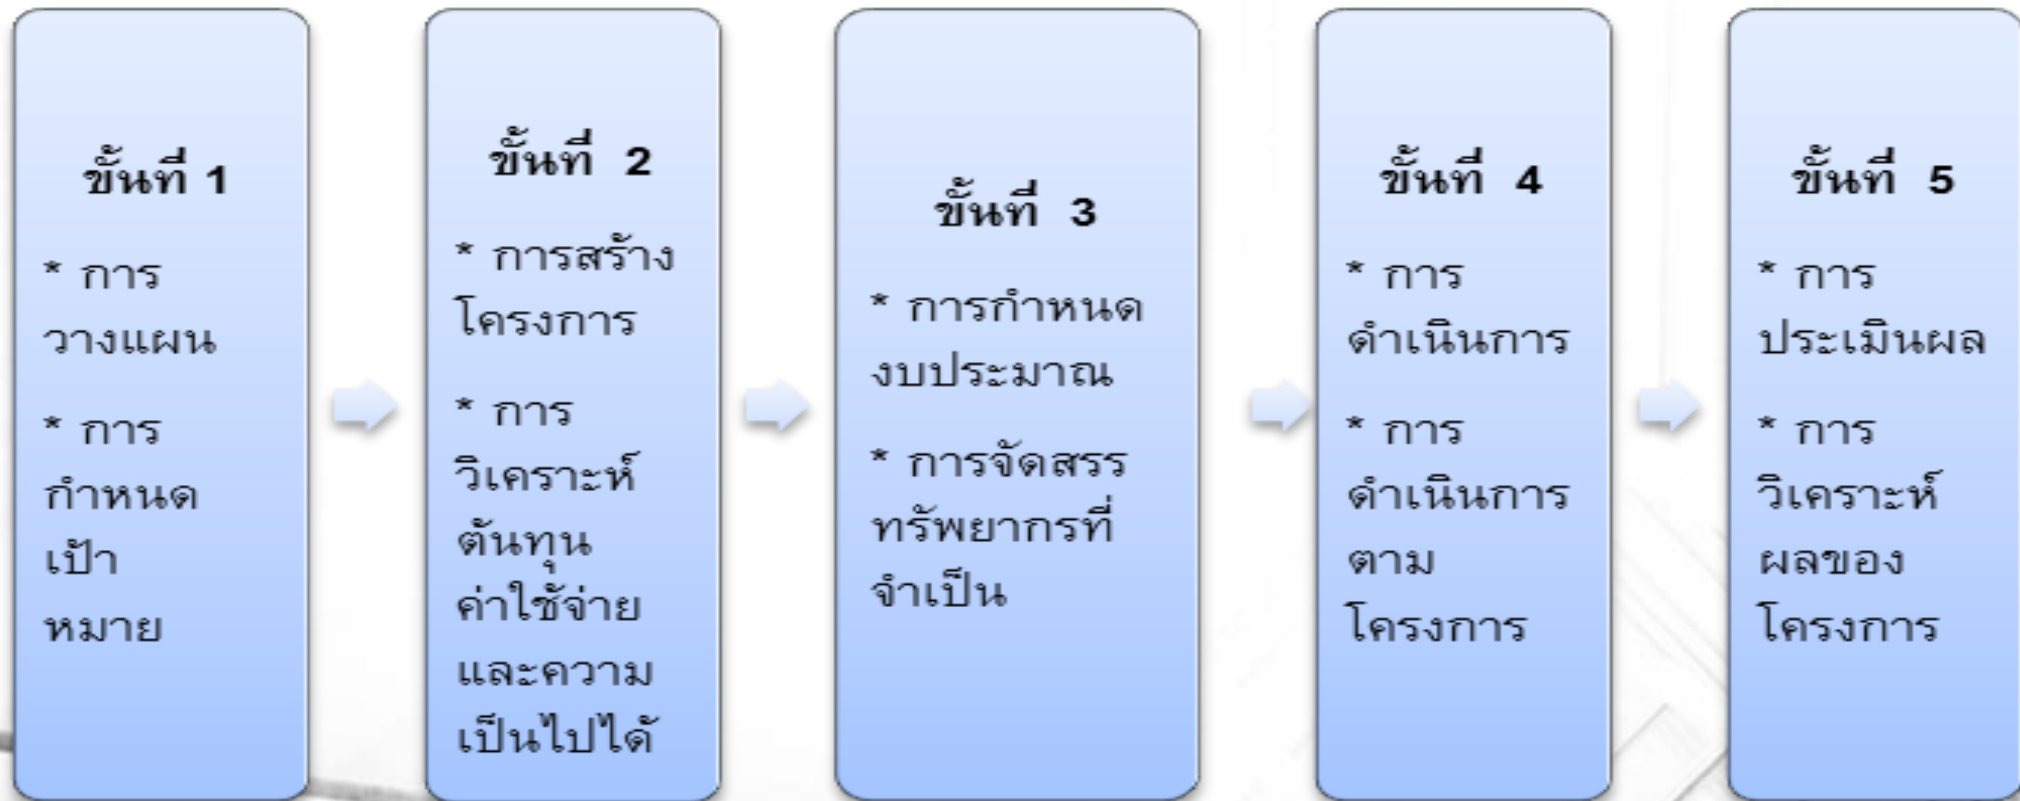 ขั้นที่ 1
* การ
วางแผน
* การ
กำหนด
เป้า
หมาย
ขั้นที่ 2
* การสร้าง
โครงการ
* การ
วิเคราะห์
ต้นทุน
ค่าใช้จ่าย
และความ
เป็นไปได้
ขั้นที่ 3
* การกำหนด
งบประมาณ
* การจัดสรร
ทรัพยากรที่
จำเป็น
ขั้นที่ 4
* การ
ดำเนินการ
* การ
ดำเนินการ
ตาม
โครงการ
ขั้นที่ 5
* การ
ประเมินผล
* การ
วิเคราะห์
ผลของ
โครงการ